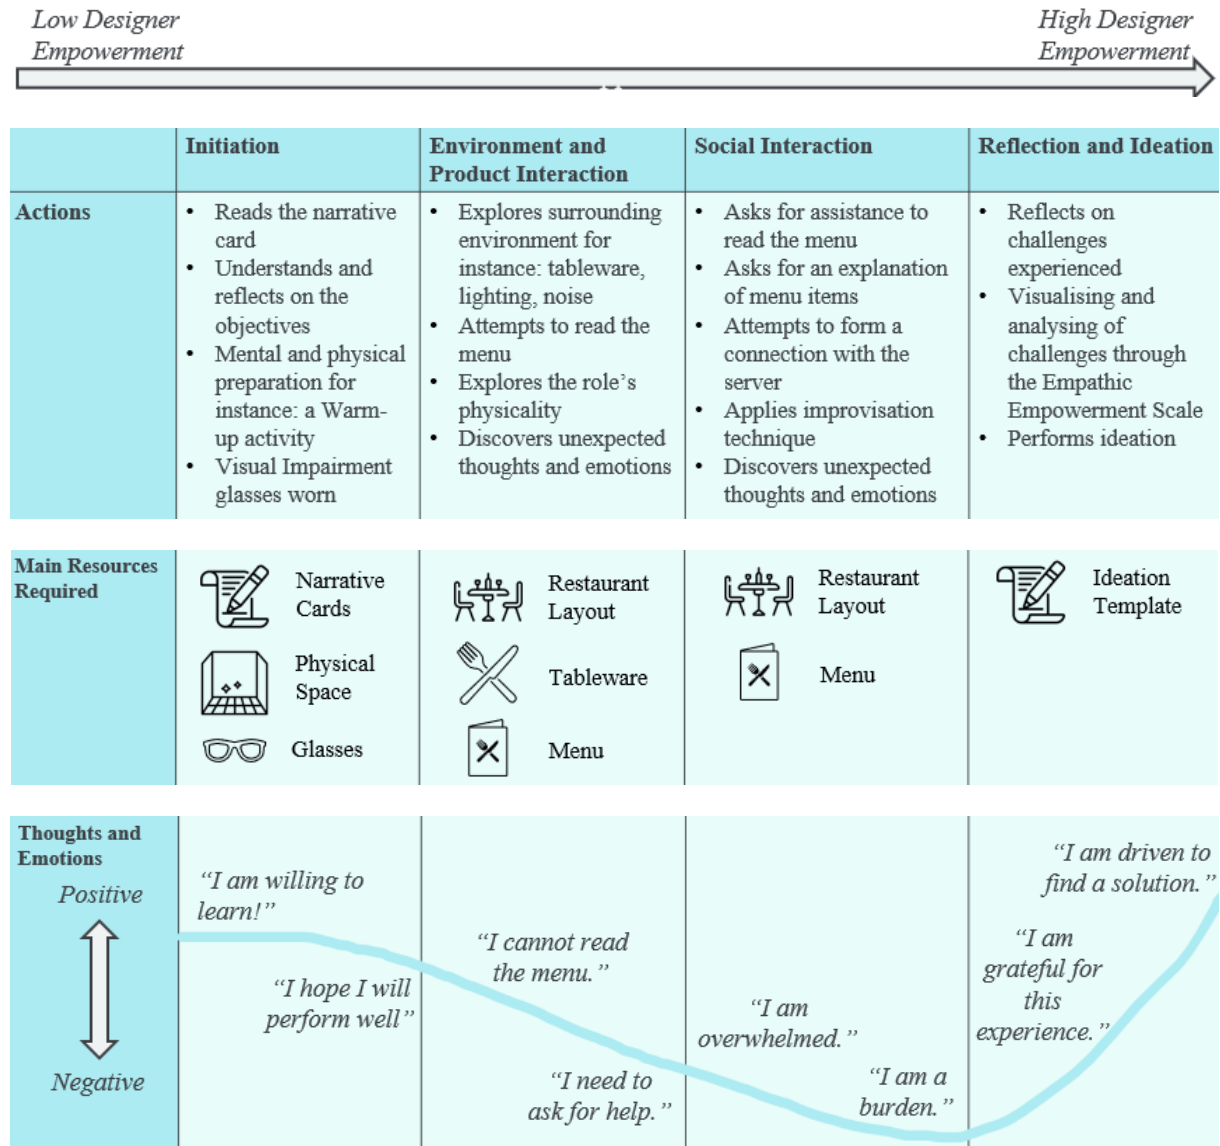 Low Designer
Empowerment
High Designer
Empowerment
Initiation
Environment and
Product Interaction
Social Interaction
Reflection and Ideation
Actions
• Reads the narrative
card
• Understands and
reflects on the
objectives
• Mental and physical
preparation for
instance: a Warm-
up activity
• Visual Impairment
glasses worn
• Explores surrounding
environment for
instance: tableware,
lighting, noise
• Attempts to read the
menu
• Explores the role’s
physicality
• Discovers unexpected
thoughts and emotions
• Asks for assistance to
read the menu
• Asks for an explanation
of menu items
• Attempts to form a
connection with the
server
• Applies improvisation
technique
• Discovers unexpected
thoughts and emotions
• Reflects on
challenges
experienced
• Visualising and
analysing of
challenges through
the Empathic
Empowerment Scale
• Performs ideation
Main Resources
Required
Narrative
Cards
Physical
Space
Glasses
Restaurant
Layout
Tableware
Menu
Restaurant
Layout
Menu
Ideation
Template
Thoughts and
Emotions
Positive
Negative
“I am willing to
learn!”
“I hope I will
perform well”
“I cannot read
the menu.”
“I need to
ask for help.”
“I am
overwhelmed.”
“I am a
burden.”
“I am driven to
find a solution.”
“I am
grateful for
this
experience.”